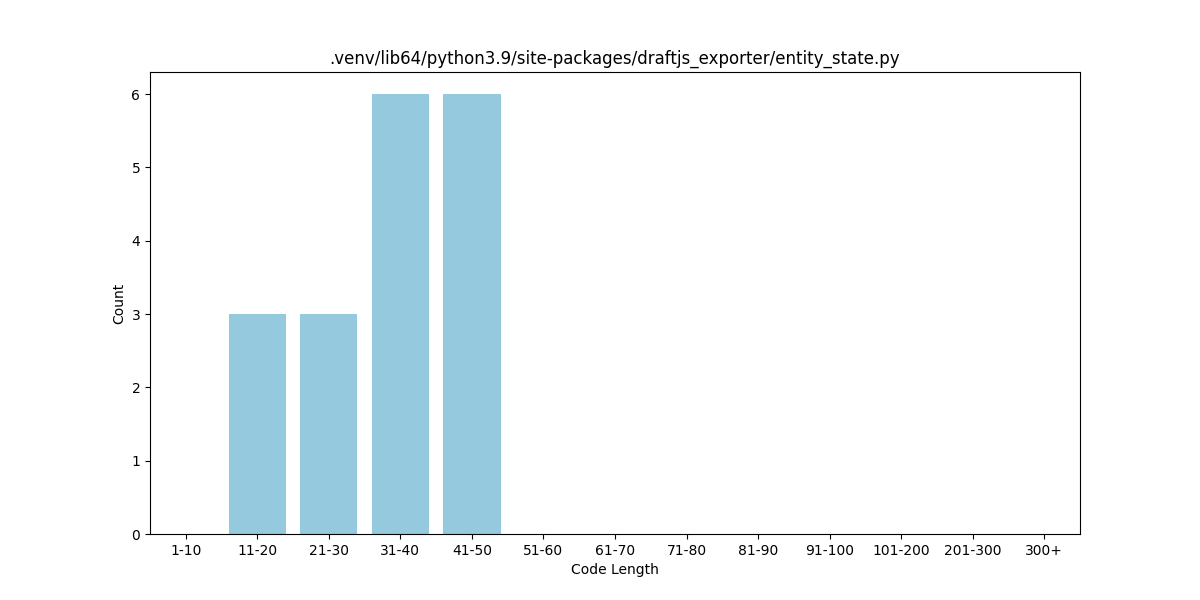 .venv/lib64/python3.9/site-packages/draftjs_exporter/entity_state.py
6
5
4
3
2
1
0
Count
1-10 11-20 21-30 31-40 41-50 51-60 61-70 71-80 81-90 91-100 101-200 201-300 300+
Code Length